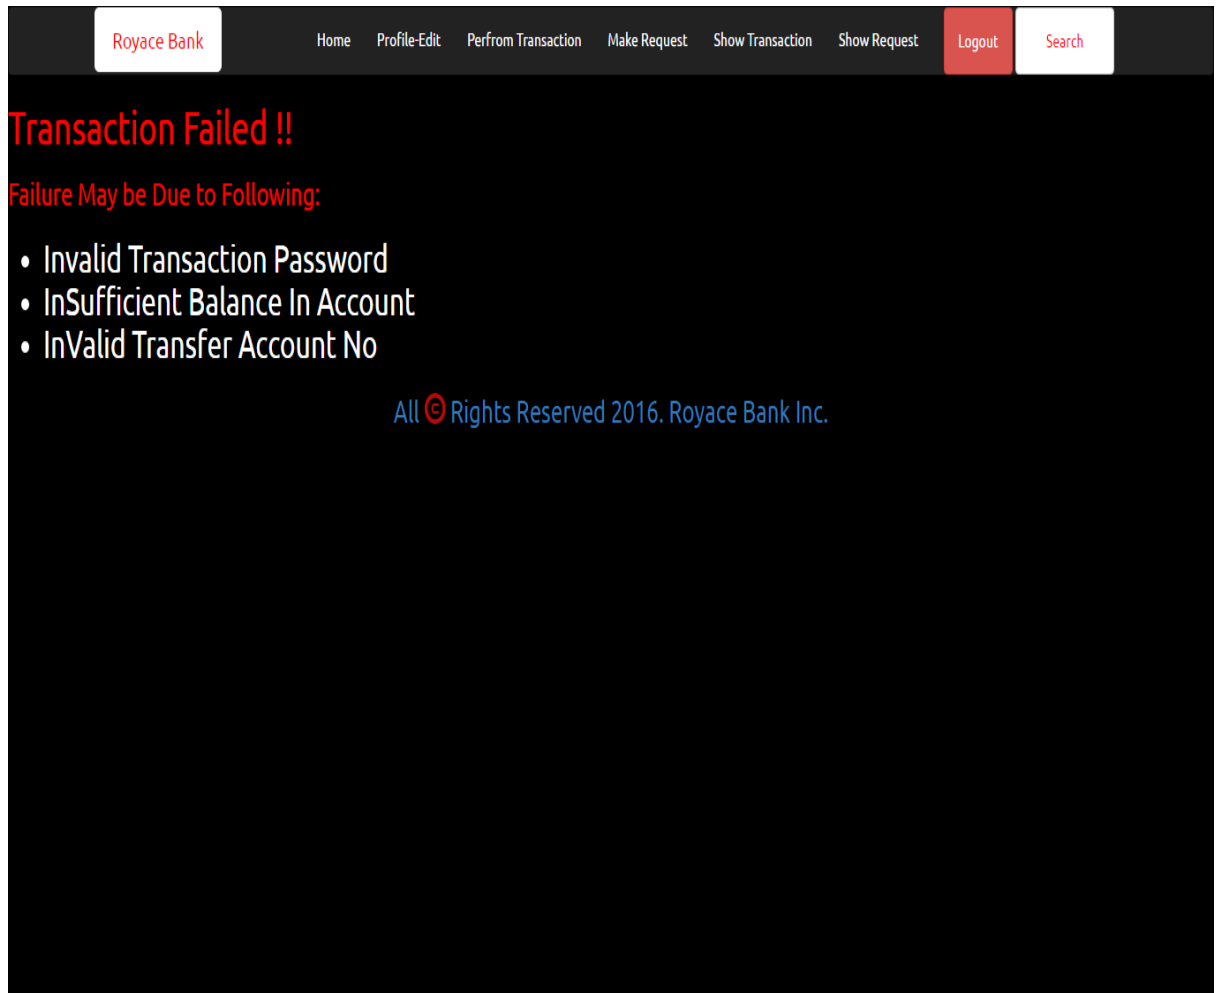 Royace Bank Home Profile-Edit Perfrom Transaction Make Request Show Transaction Show Request Logout Search
Transaction Failed !!
Failure May be Due to Following:
• Invalid Transaction Password
• InSufficient Balance In Account
• InValid Transfer Account No
All © Rights Reserved 2016. Royace Bank Inc.